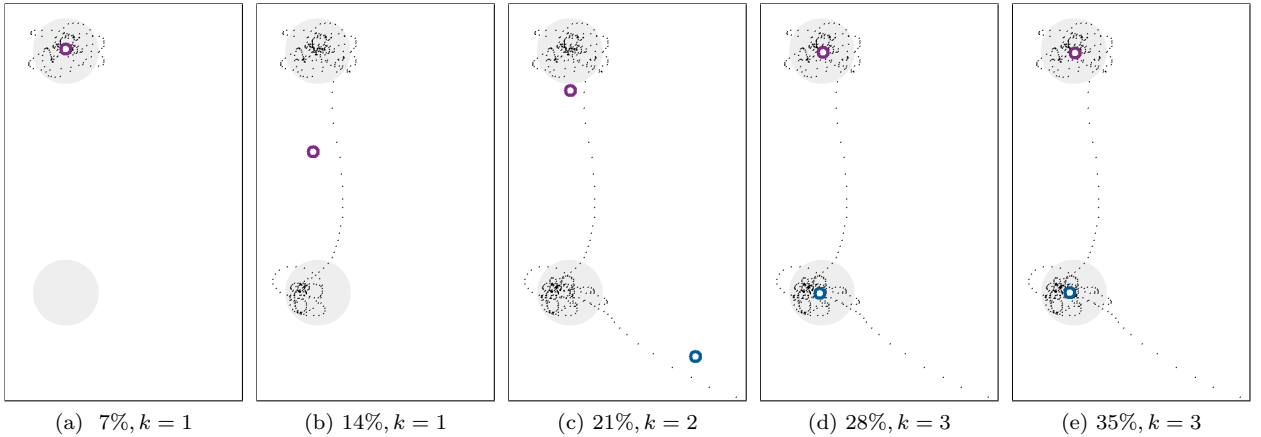 (a) 7%, k = 1
(b) 14%, k = 1
(c) 21%, k = 2
(d) 28%, k = 3
(e) 35%, k = 3